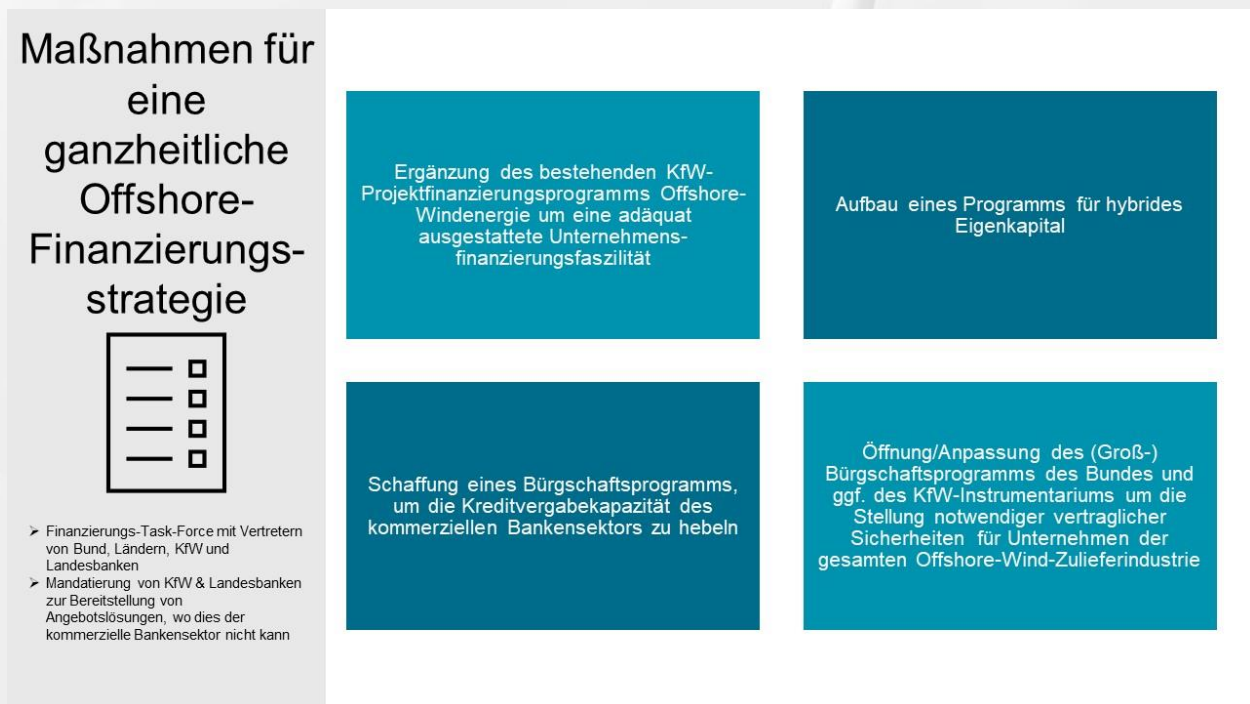 Maßnahmen für
eine
ganzheitliche
Offshore-
Finanzierungs-
strategie
➢ Finanzierungs-Task-Force mit Vertretern
von Bund, Ländern, KfW und
Landesbanken
➢ Mandatierung von KfW & Landesbanken
zur Bereitstellung von
Angebotslösungen, wo dies der
kommerzielle Bankensektor nicht kann
Ergänzung des bestehenden KfW-
Projektfinanzierungsprogramms Offshore-
Windenergie um eine adäquat
ausgestattete Unternehmens-
finanzierungsfaszilität
Aufbau eines Programms für hybrides
Eigenkapital
Schaffung eines Bürgschaftsprogramms,
um die Kreditvergabekapazität des
kommerziellen Bankensektors zu hebeln
Öffnung/Anpassung des (Groß-)
Bürgschaftsprogramms des Bundes und
ggf. des KfW-Instrumentariums um die
Stellung notwendiger vertraglicher
Sicherheiten für Unternehmen der
gesamten Offshore-Wind-Zulieferindustrie